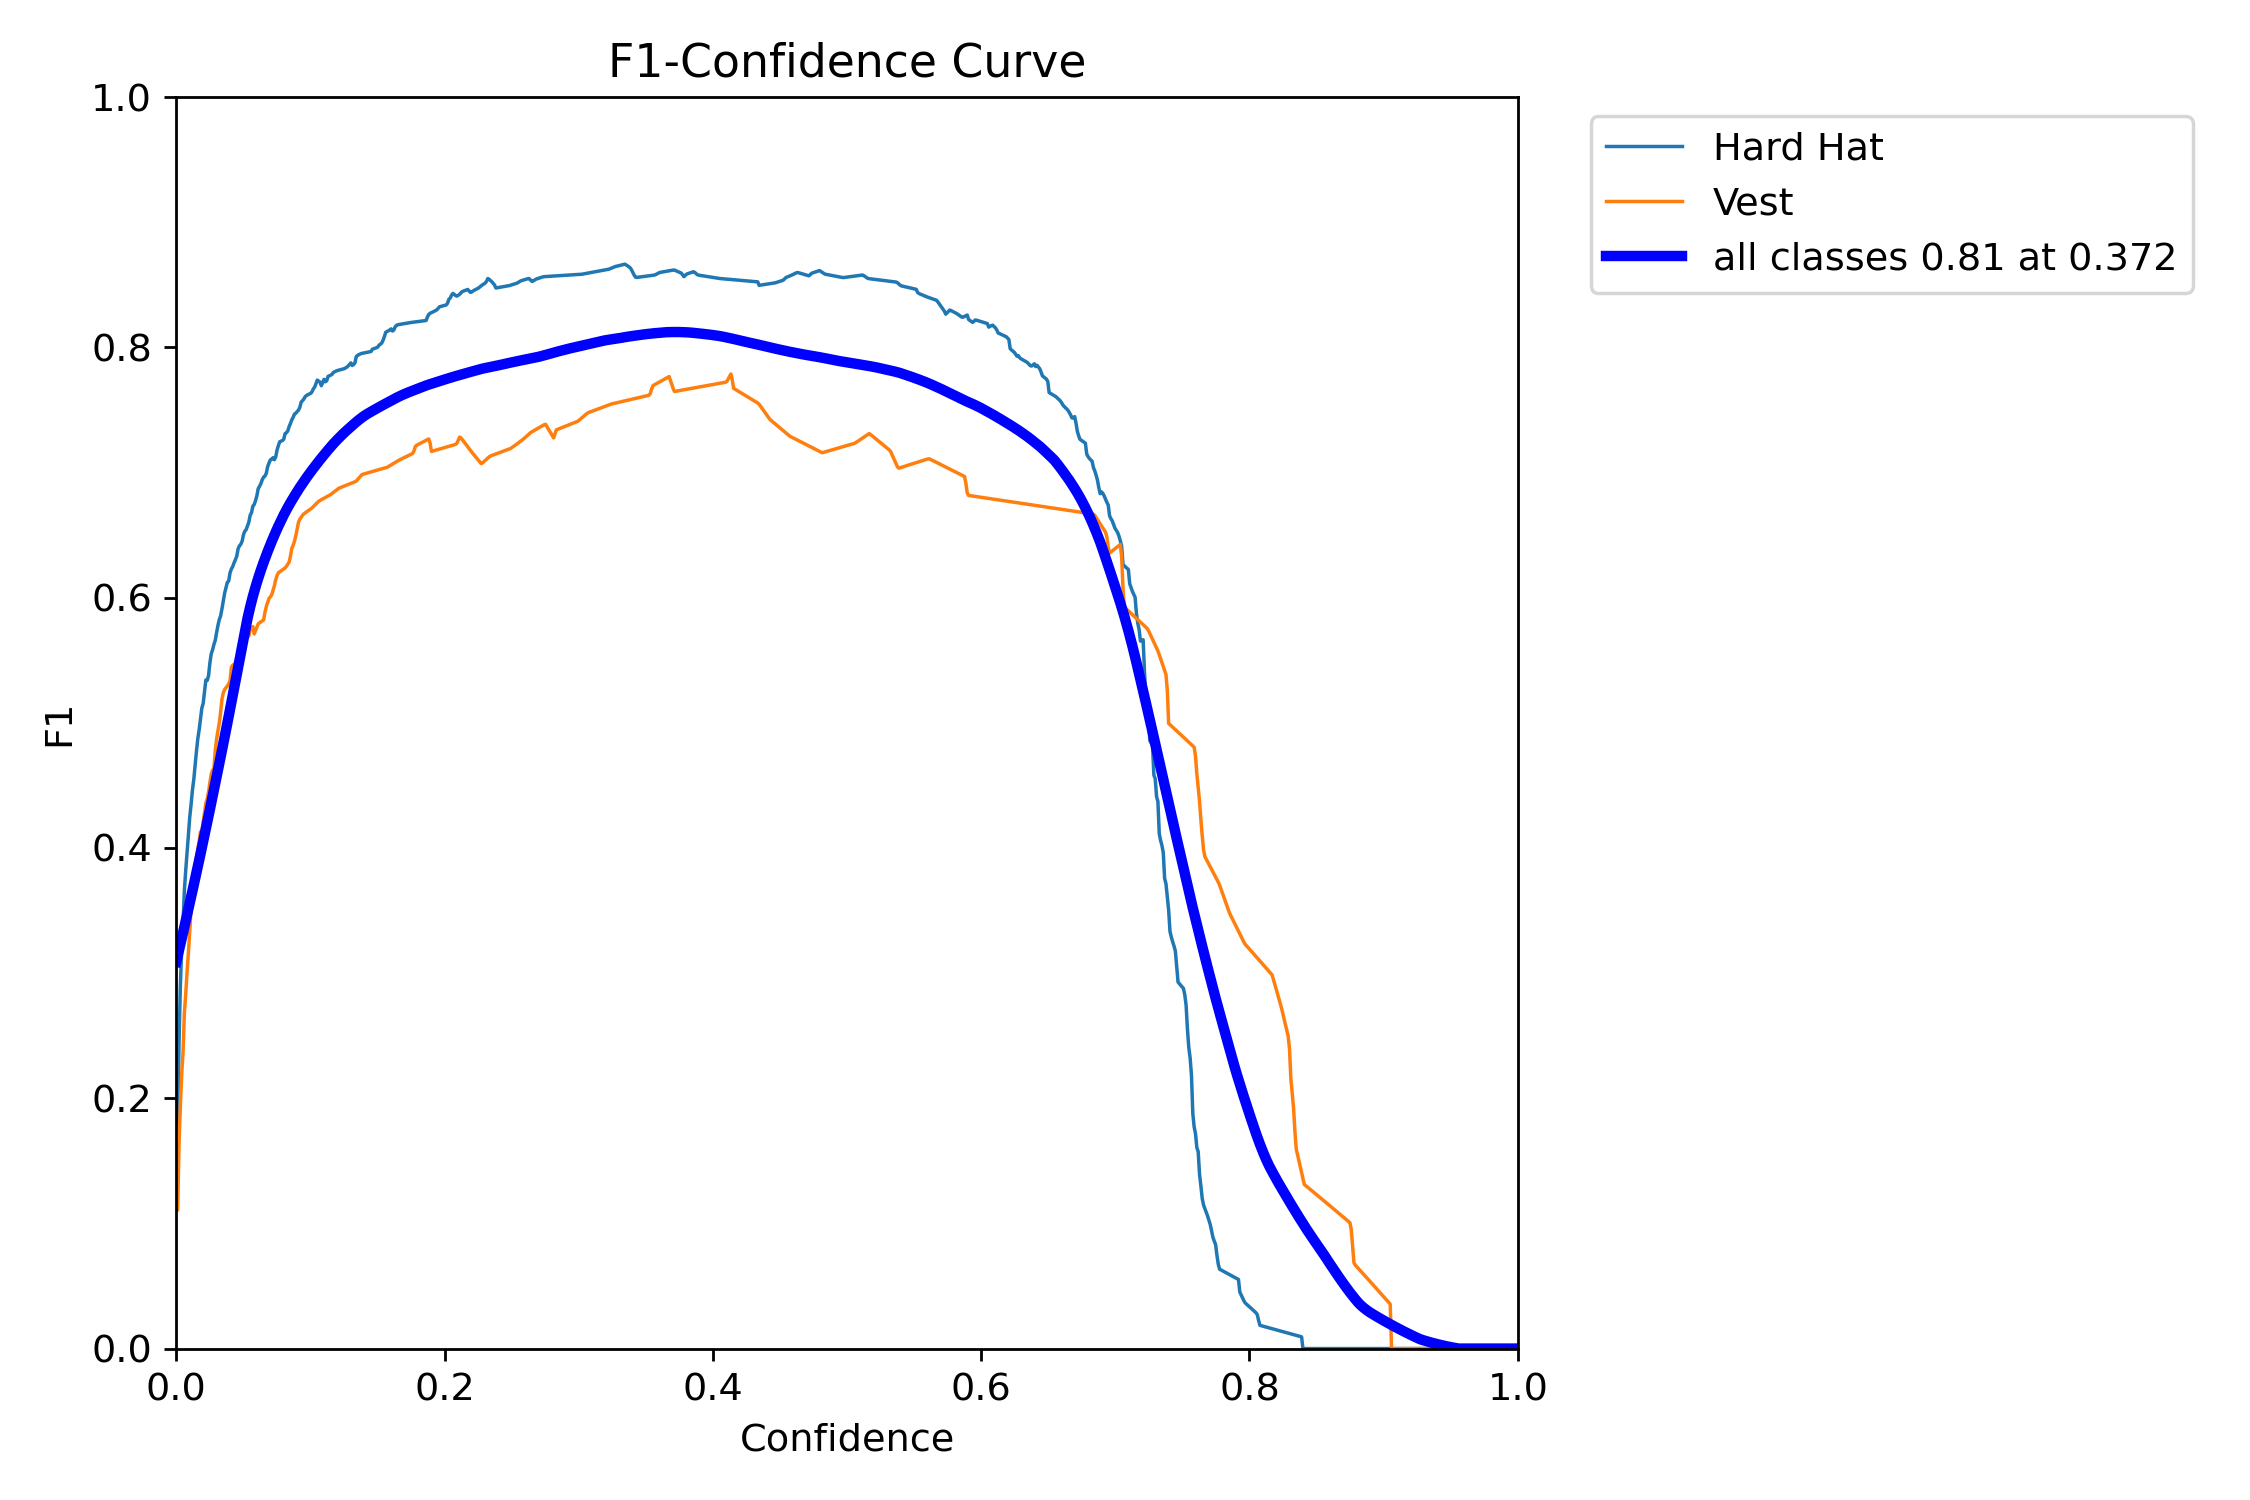 F1-Confidence Curve
1.0
0.8
0.6
0.4
0.2
0.0
F1
0.0 0.2 0.4 0.6 0.8 1.0
Confidence
Hard Hat
Vest
all classes 0.81 at 0.372